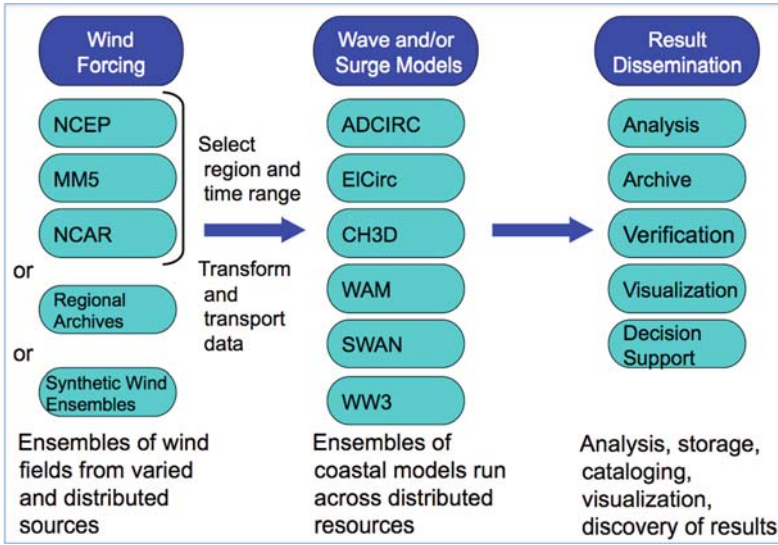 Wind
Forcing
NCEP
MM5
NCAR
or
Regional
Archives
or
Synthetic Wind
Ensembles
Ensembles of wind
fields from varied
and distributed
sources
Select
region and
time range
Transform
and
transport
data
Wave and/or
Surge Models
ADCIRC
ElCirc
CH3D
WAM
SWAN
WW3
Ensembles of
coastal models run
across distributed
resources
Result
Dissemination
Analysis
Archive
Verification
Visualization
Decision
Support
Analysis, storage,
cataloging,
visualization,
discovery of results